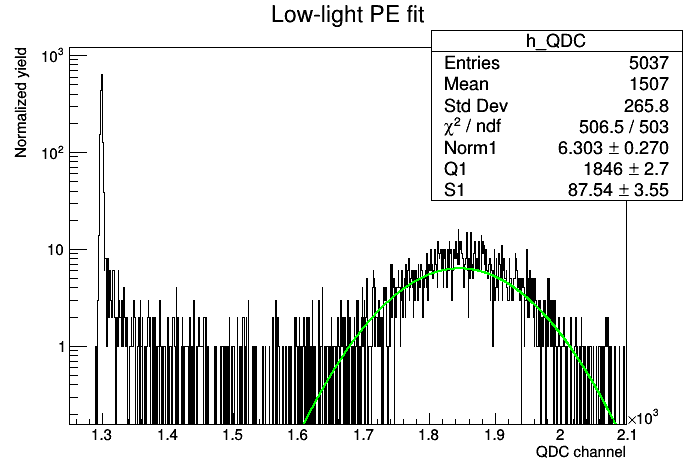 Low-light PE fit
h_QDC
Entries 5037
Mean 1507
Std Dev 265.8
χ² / ndf 506.5 / 503
Norm1 6.303 ± 0.270
Q1 1846 ± 2.7
S1 87.54 ± 3.55
Normalized yield
10³
10²
10
1
1.3 1.4 1.5 1.6 1.7 1.8 1.9 2 2.1
×10³
QDC channel